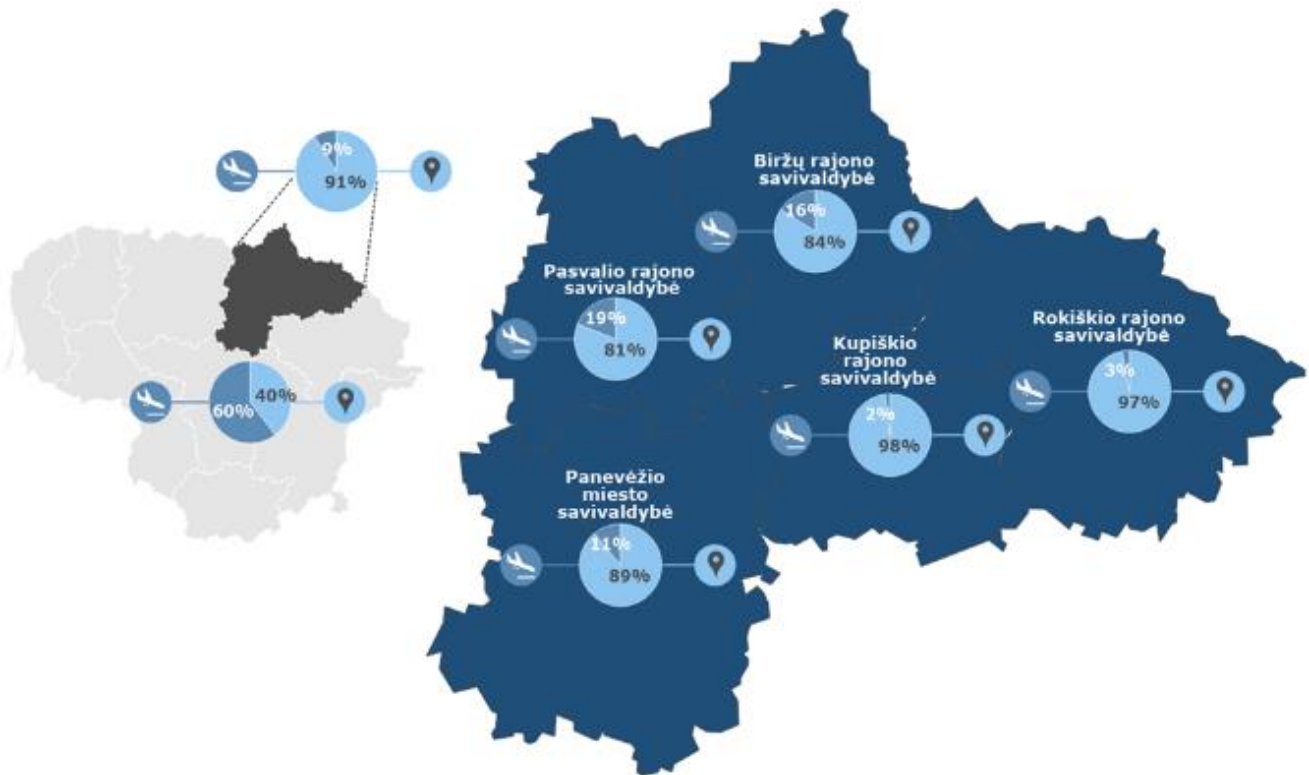 9%
91%
60%
40%
Biržų rajono
savivaldybė
16%
84%
Pasvalio rajono
savivaldybė
19%
81%
Kupiškio
rajono
savivaldybė
2%
98%
Rokiškio rajono
savivaldybė
3%
97%
Panevėžio
miesto
savivaldybė
11%
89%